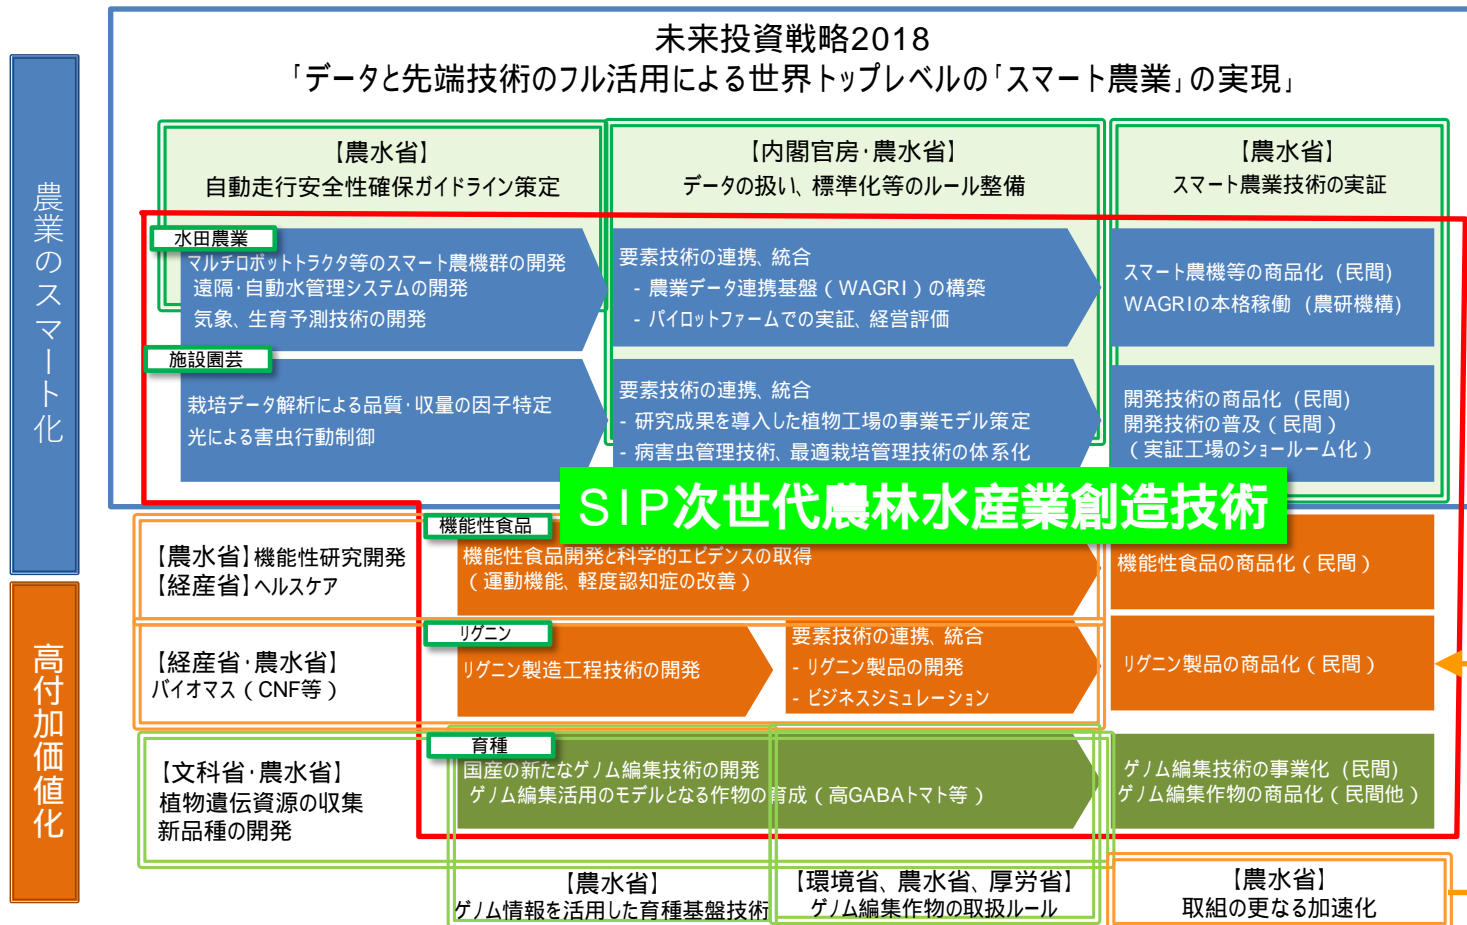 未来投資戦略2018
「データと先端技術のフル活用による世界トップレベルの「スマート農業」の実現」
農業のスマート化
【農水省】
自動走行安全性確保ガイドライン策定
【内閣官房・農水省】
データの扱い、標準化等のルール整備
【農水省】
スマート農業技術の実証
水田農業
マルチロボットトラクタ等のスマート農機群の開発
遠隔・自動水管理システムの開発
気象、生育予測技術の開発
要素技術の連携、統合
- 農業データ連携基盤（WAGRI）の構築
- パイロットファームでの実証、経営評価
スマート農機等の商品化（民間）
WAGRIの本格稼働（農研機構）
施設園芸
栽培データ解析による品質・収量の因子特定
光による害虫行動制御
要素技術の連携、統合
- 研究成果を導入した植物工場の事業モデル策定
- 病害虫管理技術、最適栽培管理技術の体系化
開発技術の商品化（民間）
開発技術の普及（民間）
（実証工場のショールーム化）
SIP次世代農林水産業創造技術
高付加価値化
【農水省】機能性研究開発
【経産省】ヘルスケア
機能性食品
機能性食品開発と科学的エビデンスの取得
（運動機能、軽度認知症の改善）
機能性食品の商品化（民間）
【経産省・農水省】
バイオマス（CNF等）
リグニン
リグニン製造工程技術の開発
要素技術の連携、統合
- リグニン製品の開発
- ビジネスシミュレーション
リグニン製品の商品化（民間）
【文科省・農水省】
植物遺伝資源の収集
新品種の開発
育種
国産の新たなゲノム編集技術の開発
ゲノム編集活用のモデルとなる作物の育成（高GABAトマト等）
ゲノム編集技術の事業化（民間）
ゲノム編集作物の商品化（民間他）
【農水省】
ゲノム情報を活用した育種基盤技術
【環境省、農水省、厚労省】
ゲノム編集作物の取扱ルール
【農水省】
取組の更なる加速化